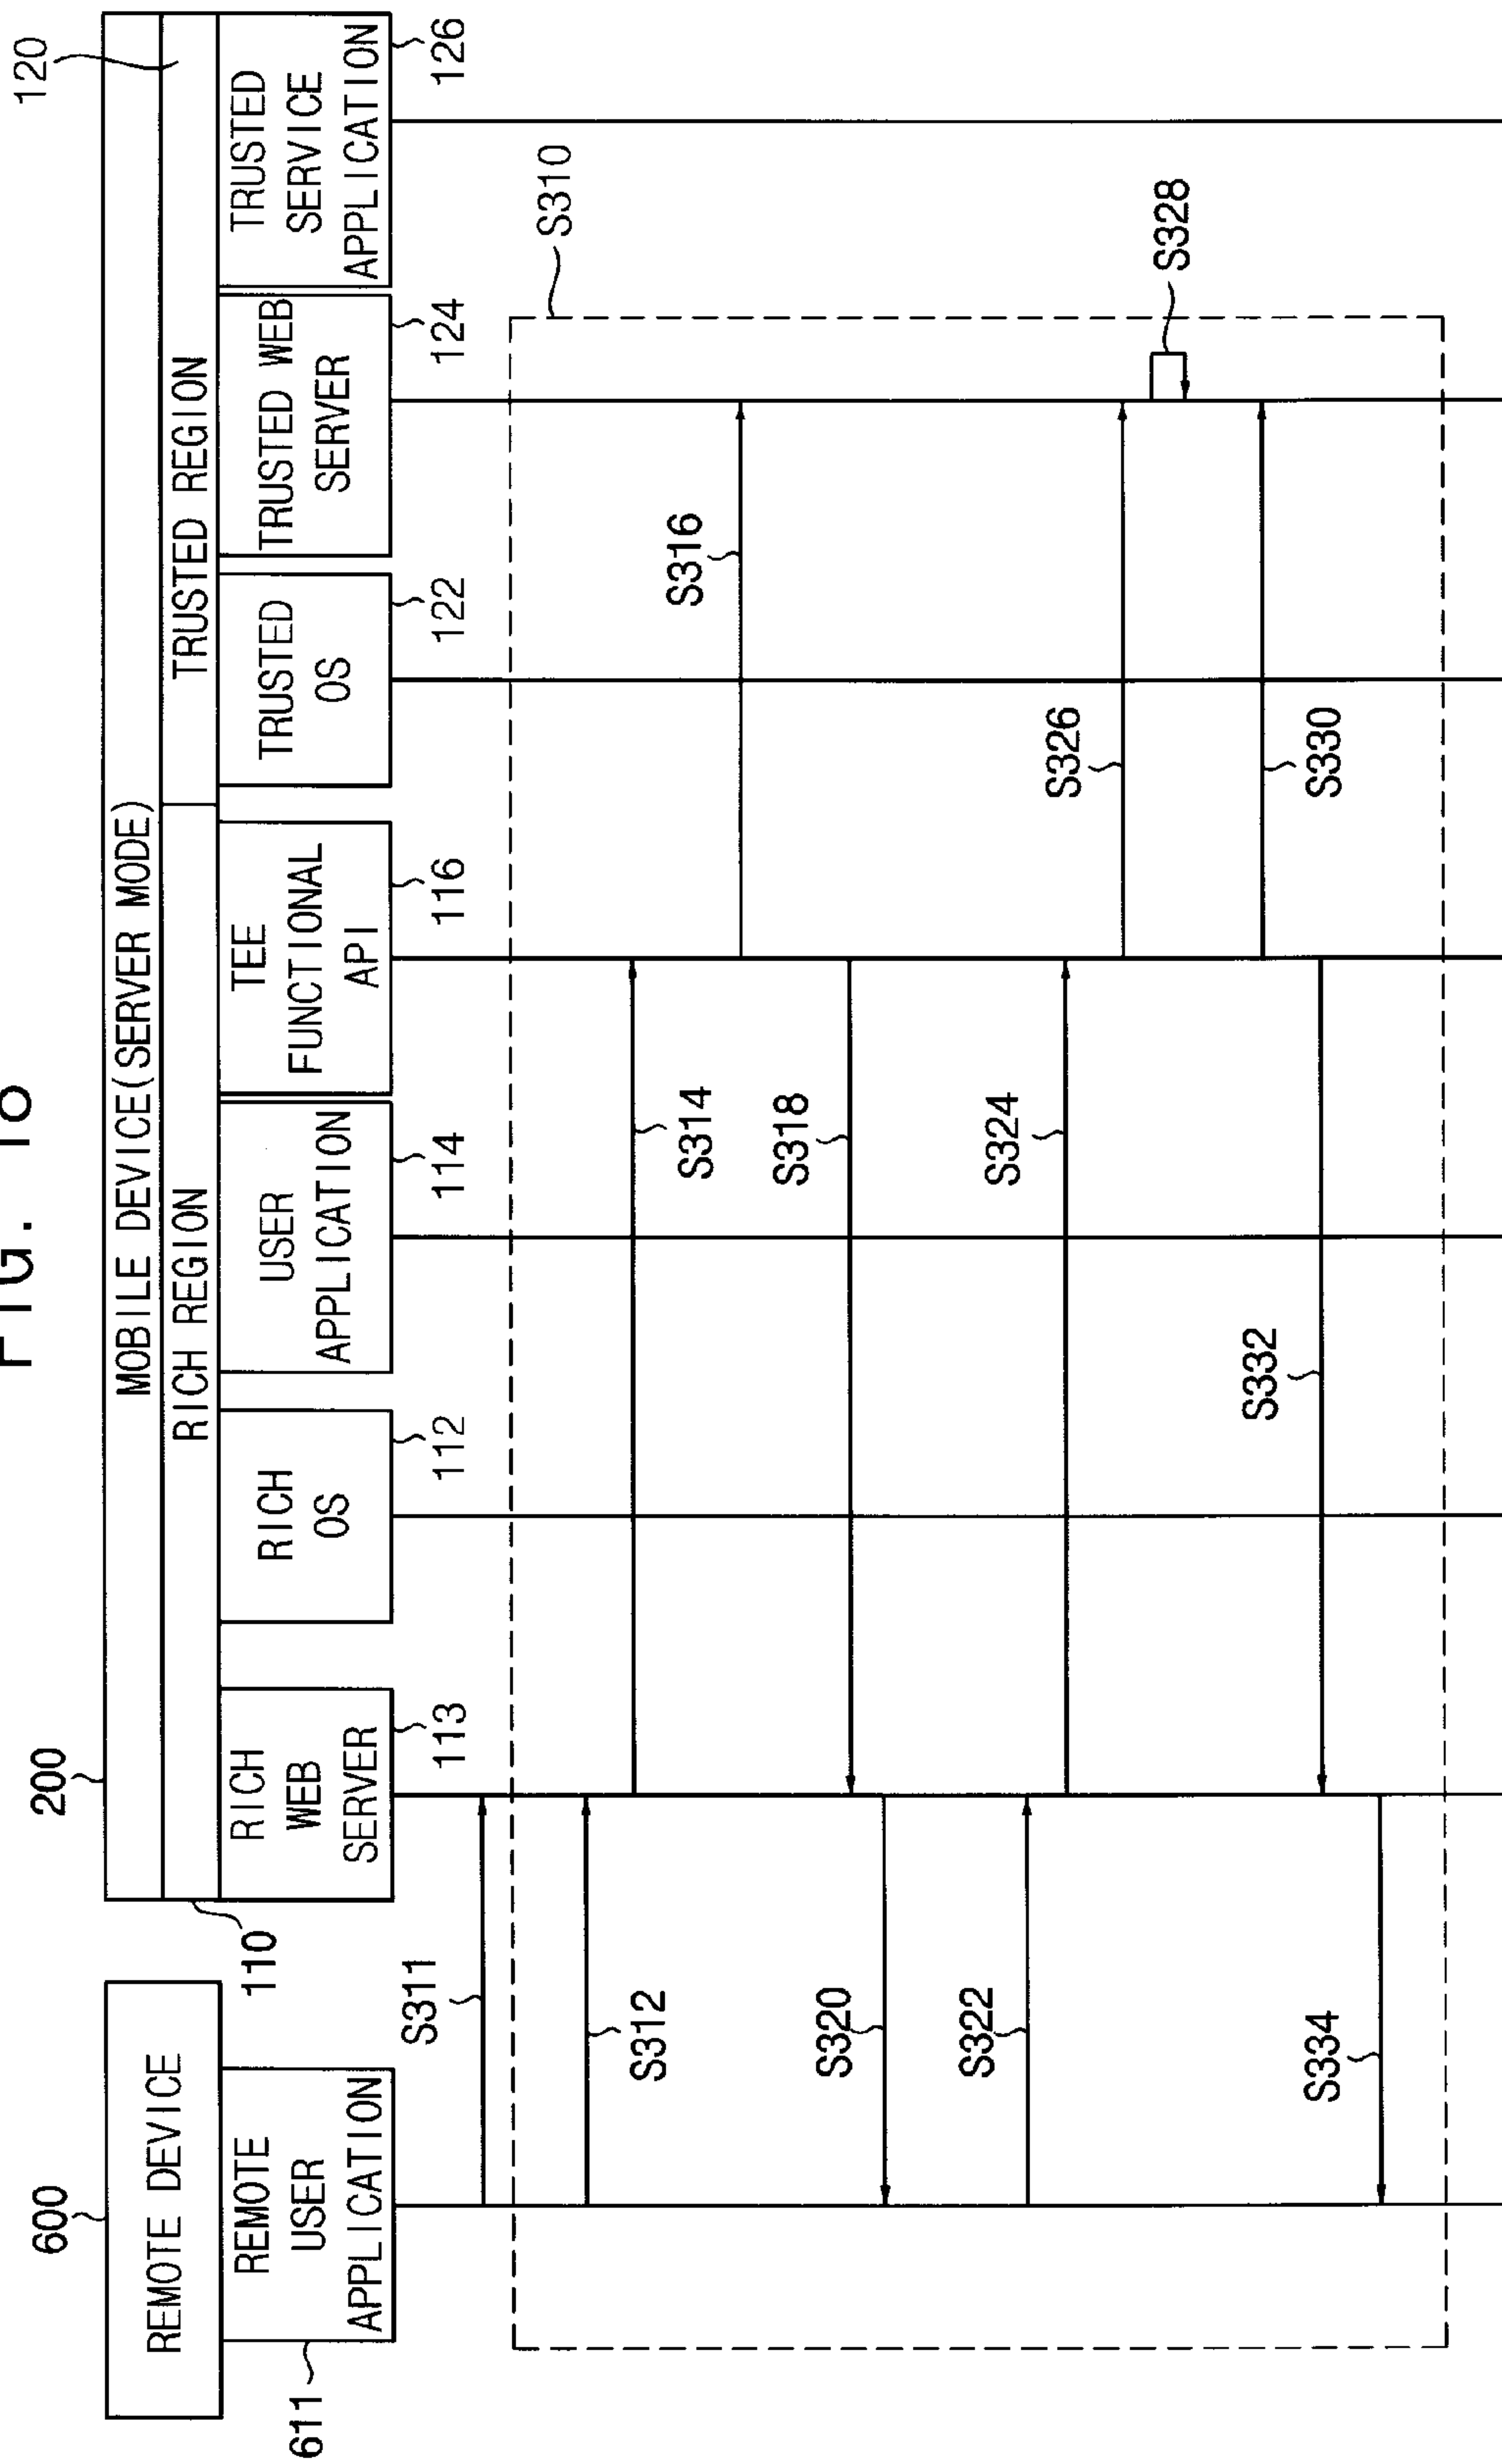 FIG. 16
600
200
120
REMOTE DEVICE
MOBILE DEVICE(SERVER MODE)
RICH REGION
TRUSTED REGION
REMOTE
USER
APPLICATION
RICH
WEB
SERVER
RICH
OS
USER
APPLICATION
TEE
FUNCTIONAL
API
TRUSTED
OS
TRUSTED WEB
SERVER
TRUSTED
SERVICE
APPLICATION
611
110
113
112
114
116
122
124
126
S311
S310
S312
S314
S316
S318
S320
S322
S324
S326
S328
S330
S332
S334